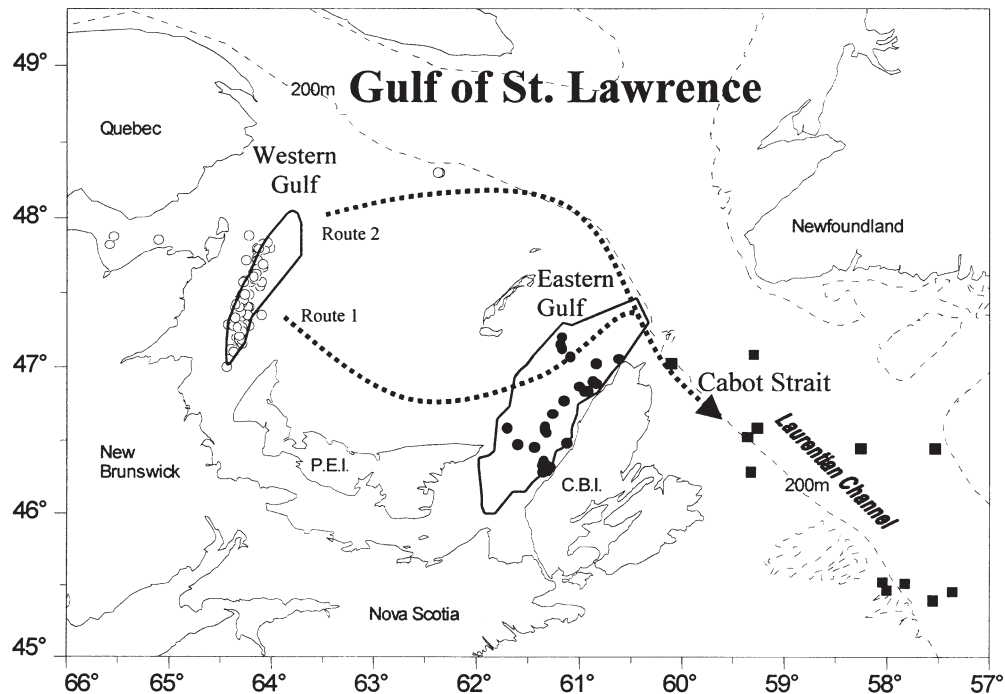 49°
48°
47°
46°
45°
200m
Gulf of St. Lawrence
Quebec
Western
Gulf
Route 2
Newfoundland
Eastern
Gulf
Route 1
Cabot Strait
Laurentian Channel
New
Brunswick
P.E.I.
C.B.I.
200m
Nova Scotia
66°
65°
64°
62°
61°
60°
59°
58°
57°